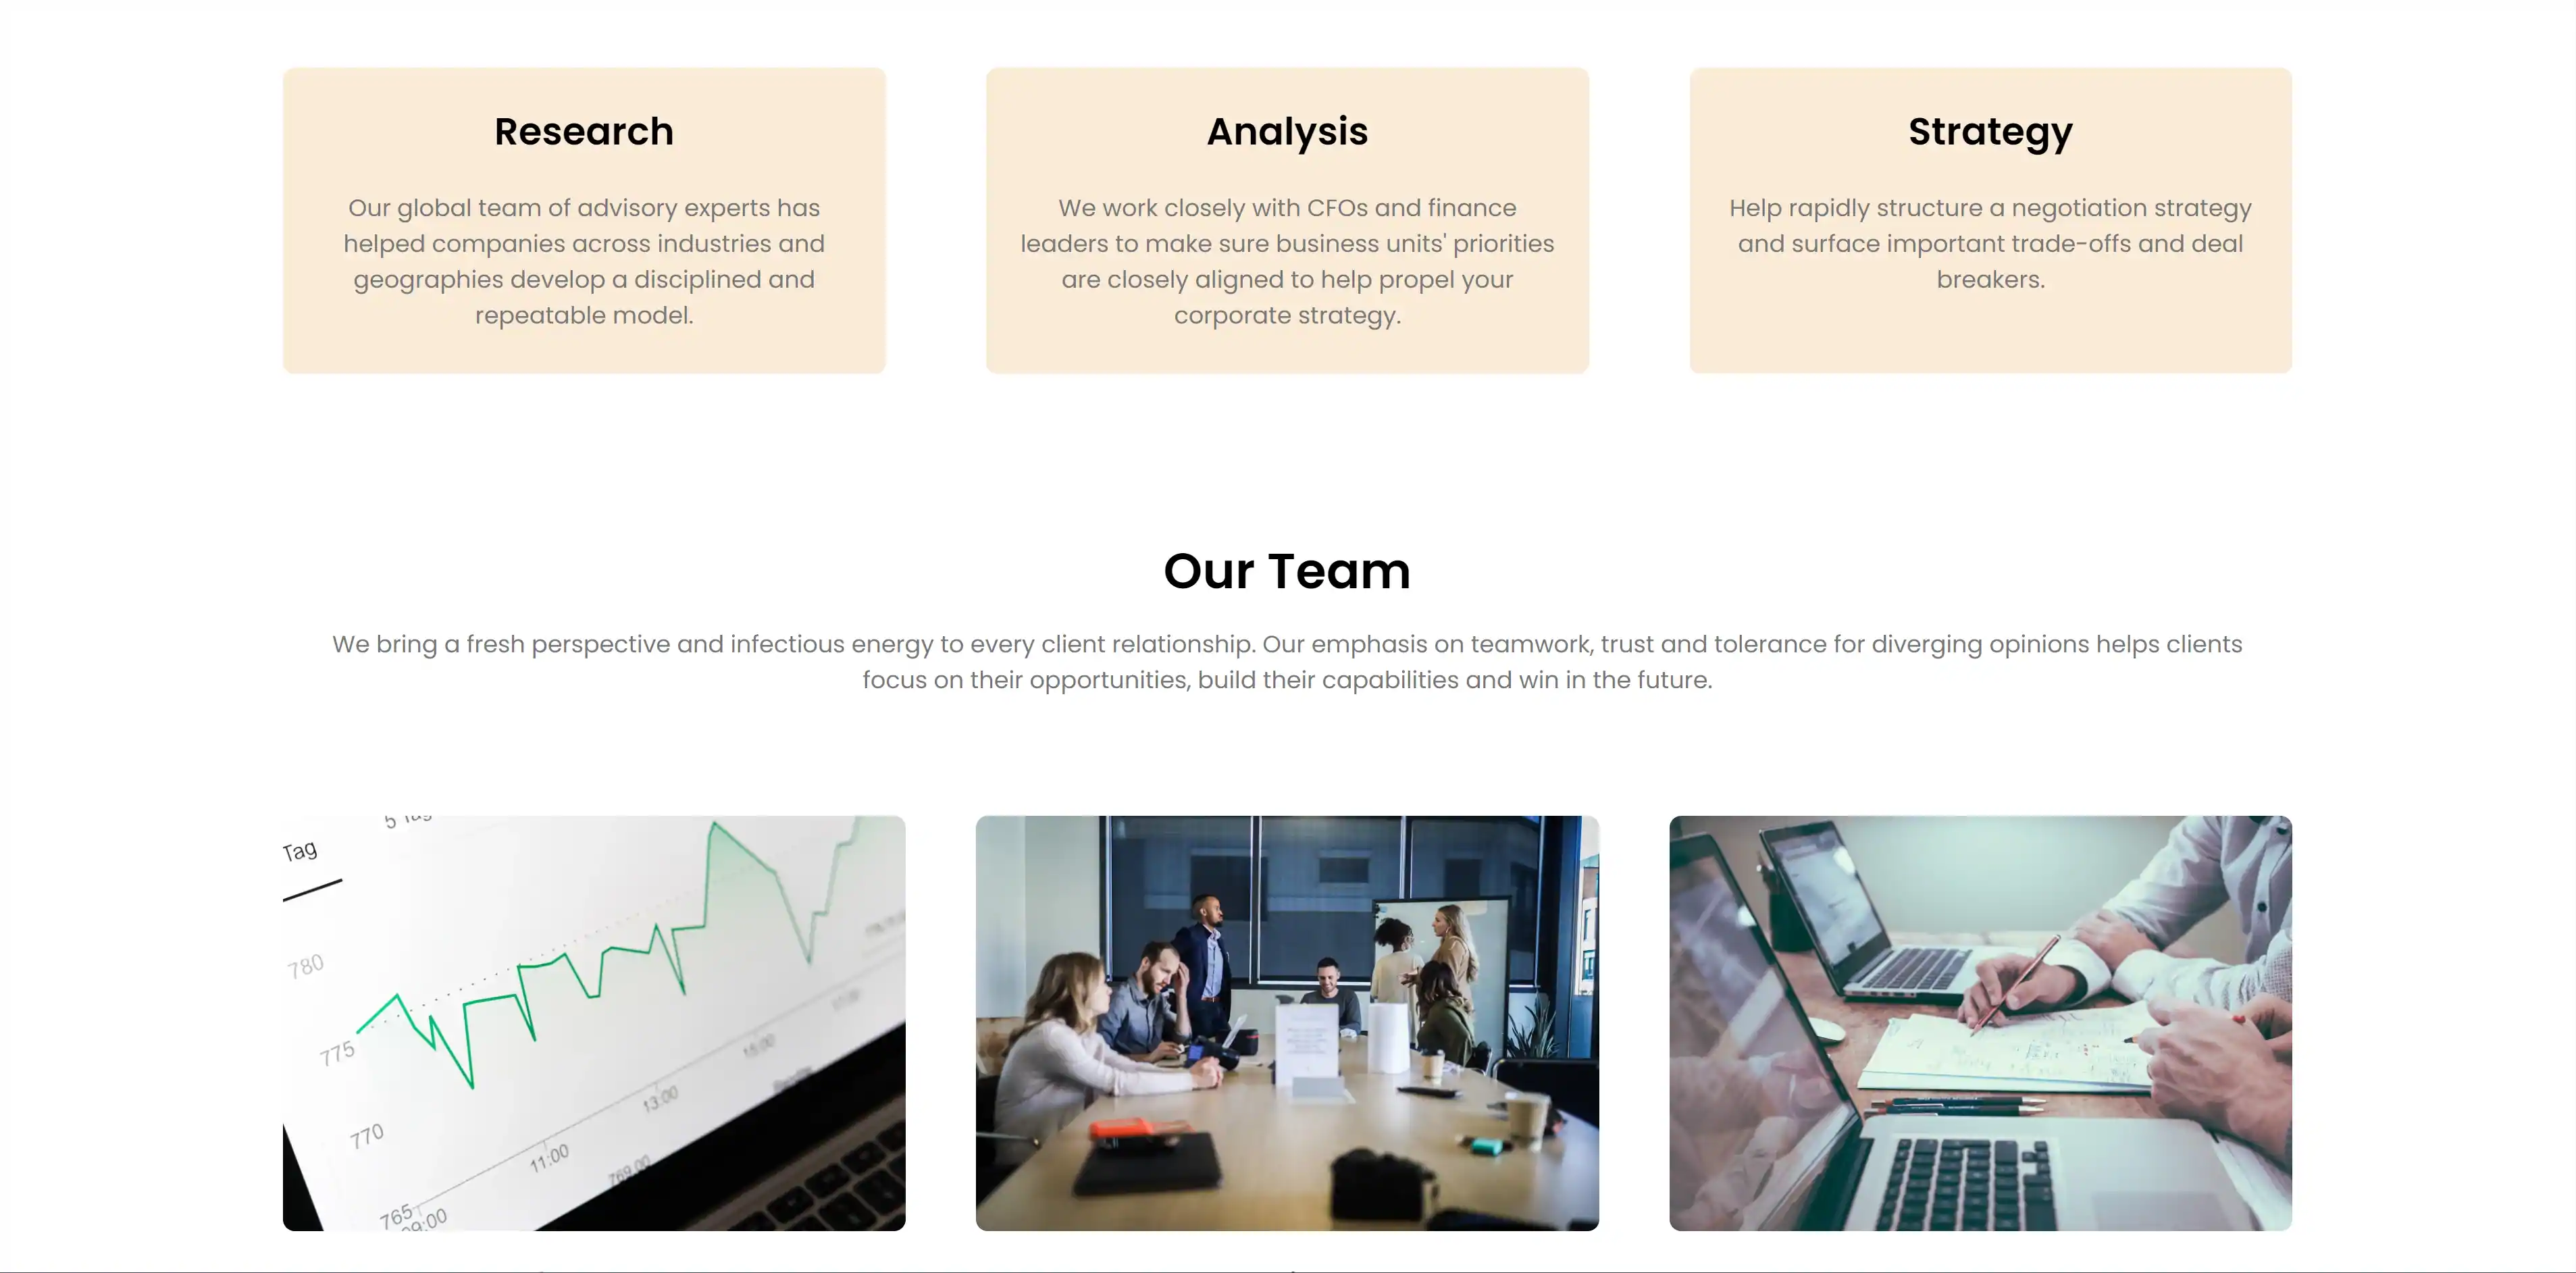 Research
Our global team of advisory experts has
helped companies across industries and
geographies develop a disciplined and
repeatable model.
Analysis
We work closely with CFOs and finance
leaders to make sure business units' priorities
are closely aligned to help propel your
corporate strategy.
Strategy
Help rapidly structure a negotiation strategy
and surface important trade-offs and deal
breakers.
Our Team
We bring a fresh perspective and infectious energy to every client relationship. Our emphasis on teamwork, trust and tolerance for diverging opinions helps clients
focus on their opportunities, build their capabilities and win in the future.
5 Tag
Tag
780
775
770
765
09:00
11:00
13:00
15:00
769.00